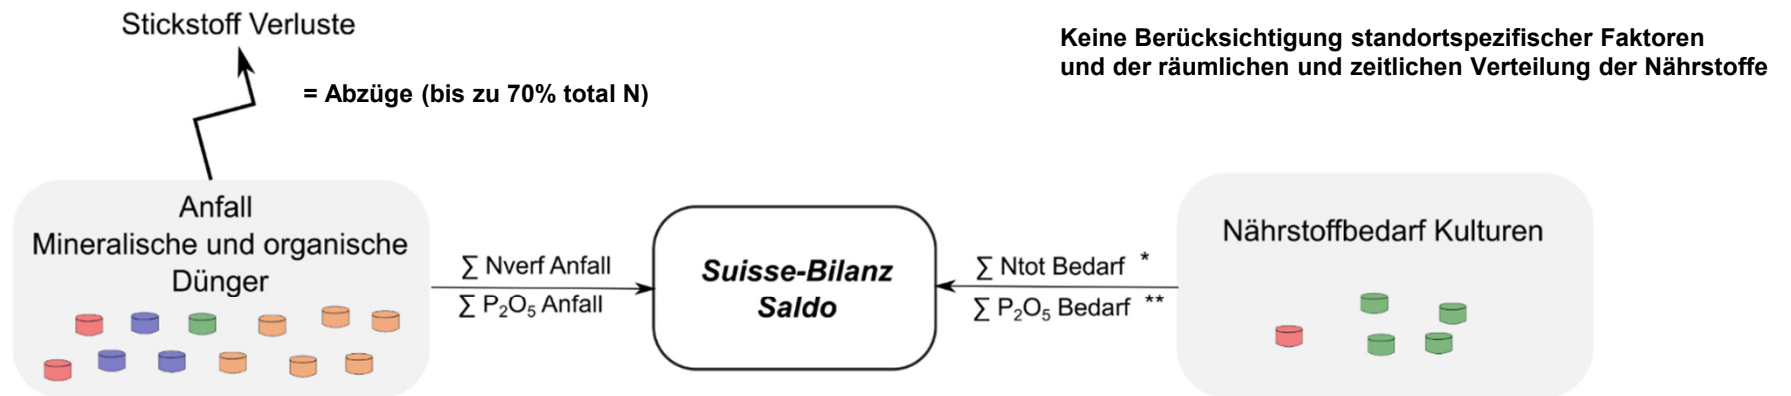 Stickstoff Verluste
= Abzüge (bis zu 70% total N)
Keine Berücksichtigung standortspezifischer Faktoren
und der räumlichen und zeitlichen Verteilung der Nährstoffe
Anfall
Mineralische und organische
Dünger
∑ Nverf Anfall
∑ P₂O₅ Anfall
Suisse-Bilanz
Saldo
∑ Ntot Bedarf *
∑ P₂O₅ Bedarf **
Nährstoffbedarf Kulturen